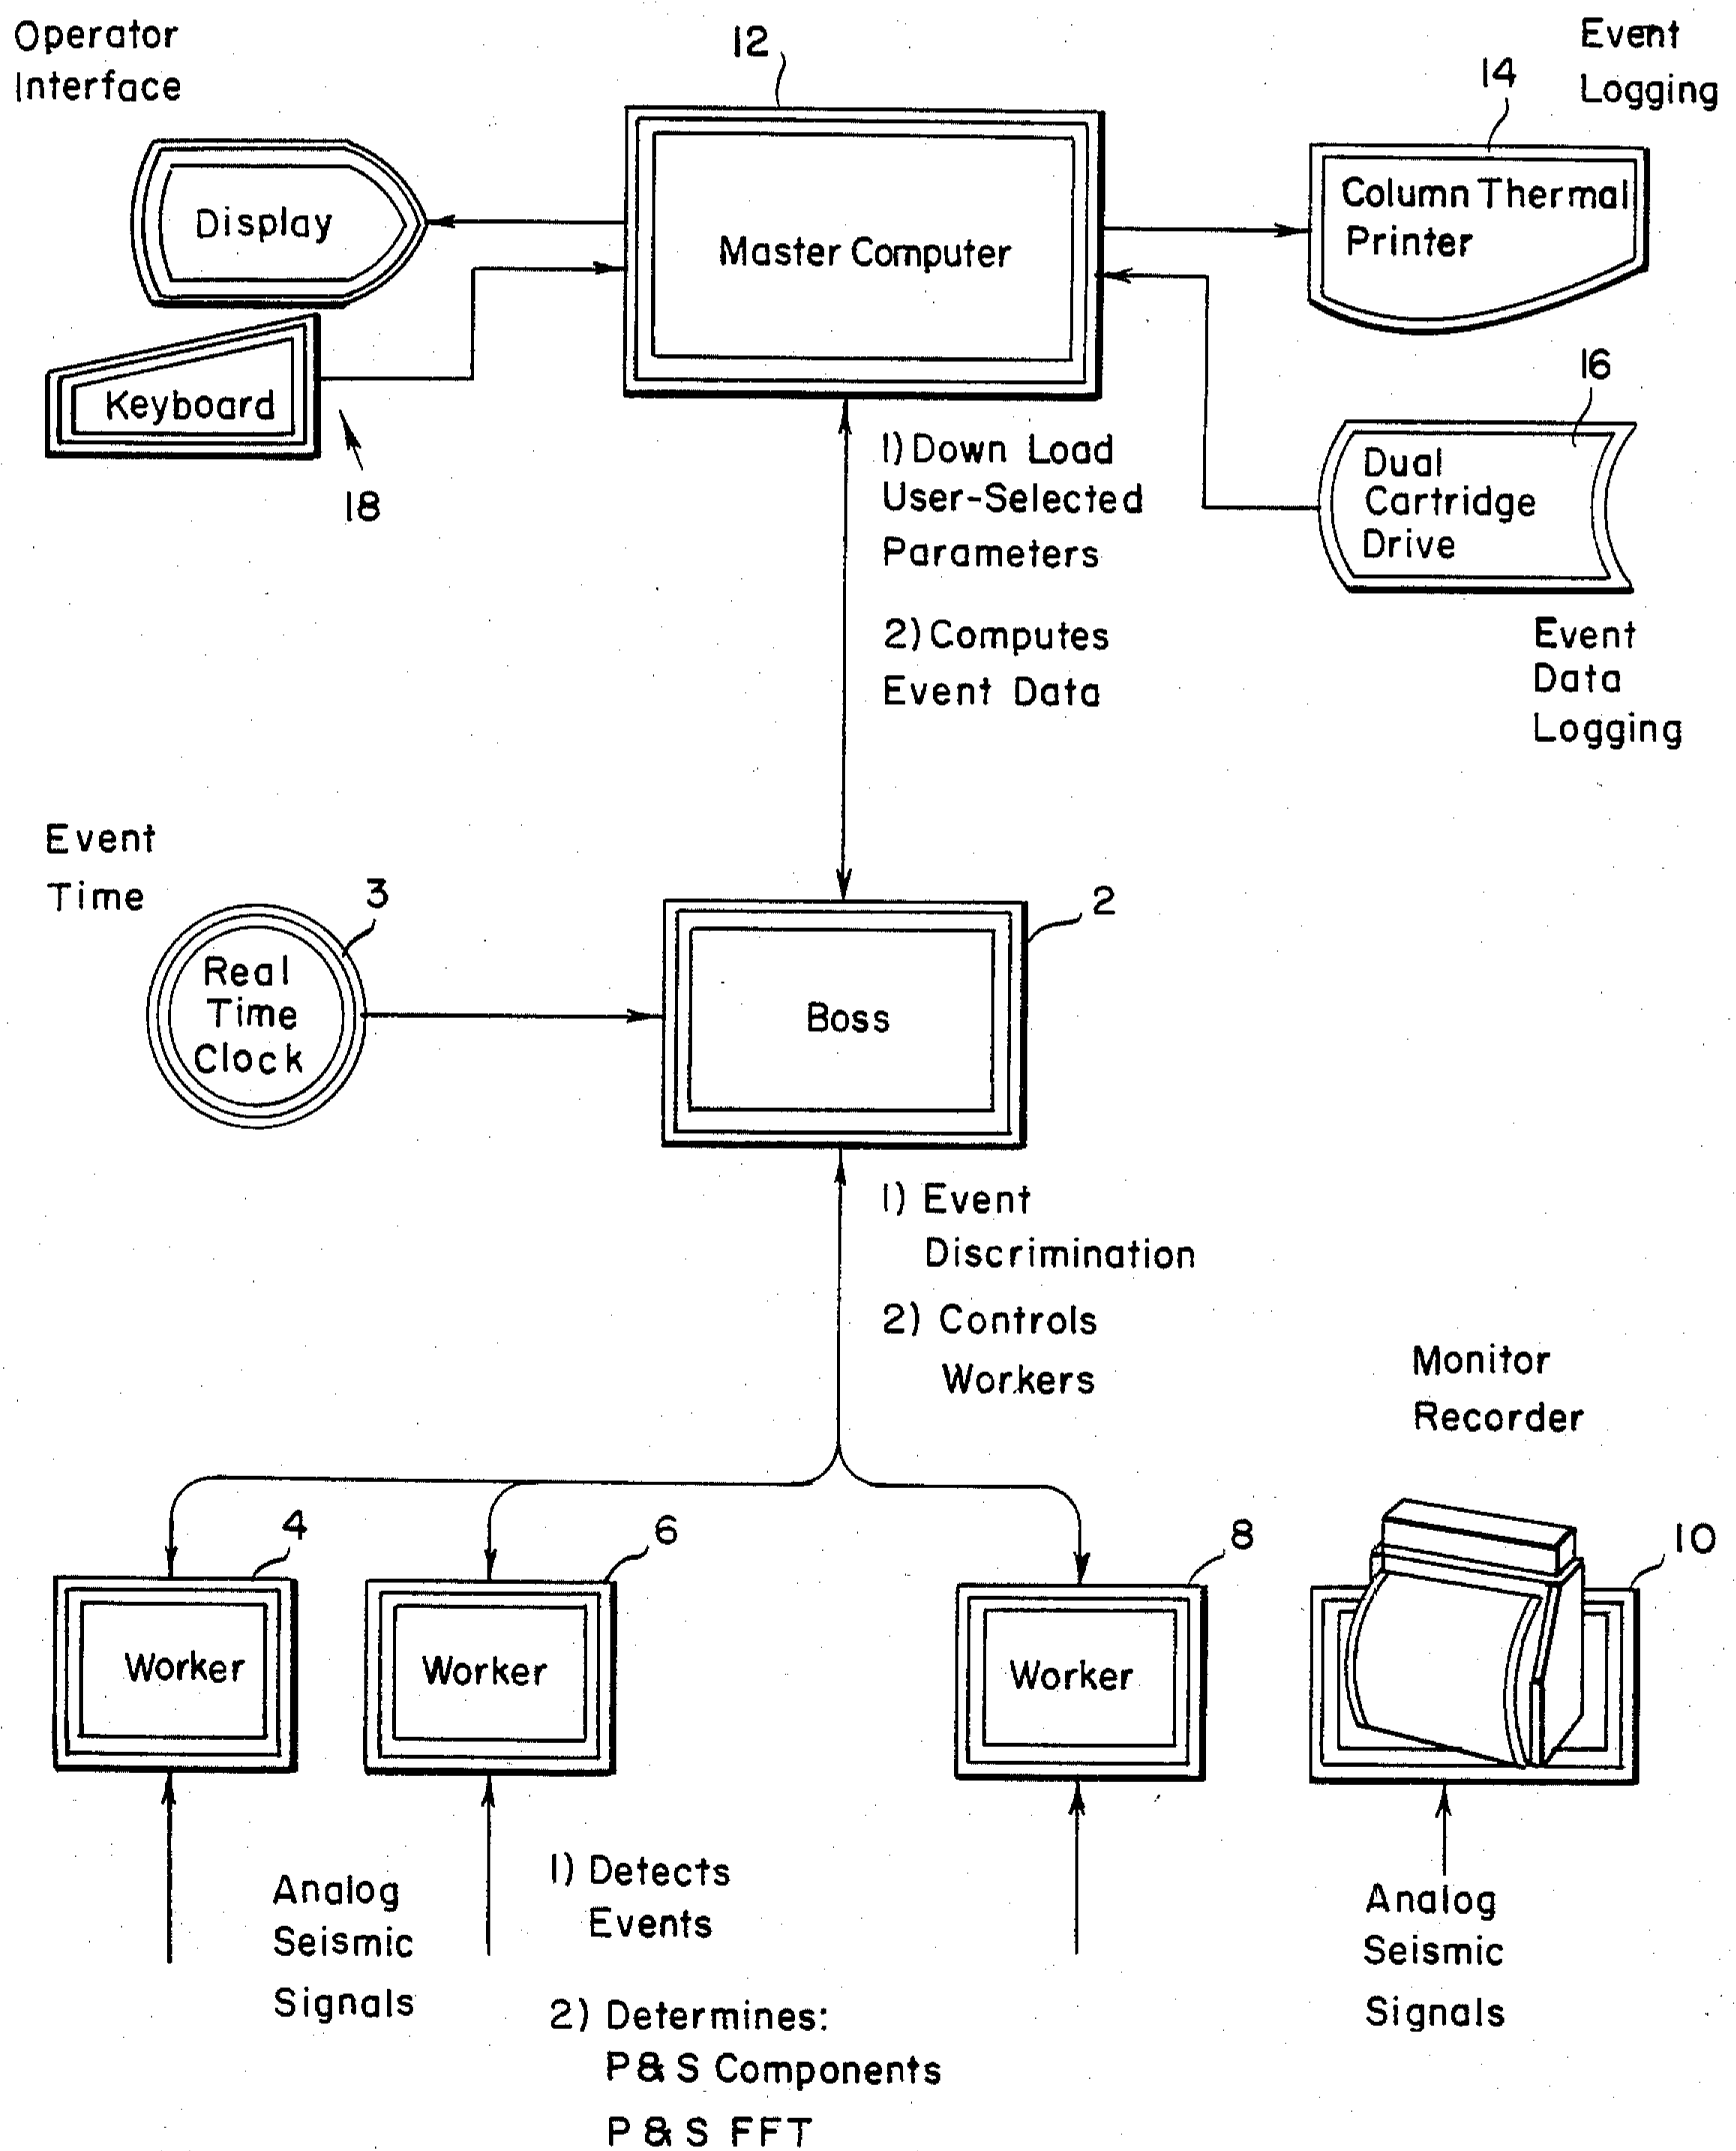 Operator
Interface
12
Event
Logging
14
Display
Master Computer
Column Thermal
Printer
Keyboard
18
16
Dual
Cartridge
Drive
1) Down Load
User-Selected
Parameters
2) Computes
Event Data
Event
Data
Logging
Event
Time
3
Real
Time
Clock
2
Boss
1) Event
Discrimination
2) Controls
Workers
Monitor
Recorder
4
Worker
6
Worker
8
Worker
10
Analog
Seismic
Signals
1) Detects
Events
2) Determines:
P & S Components
P & S FFT
Analog
Seismic
Signals